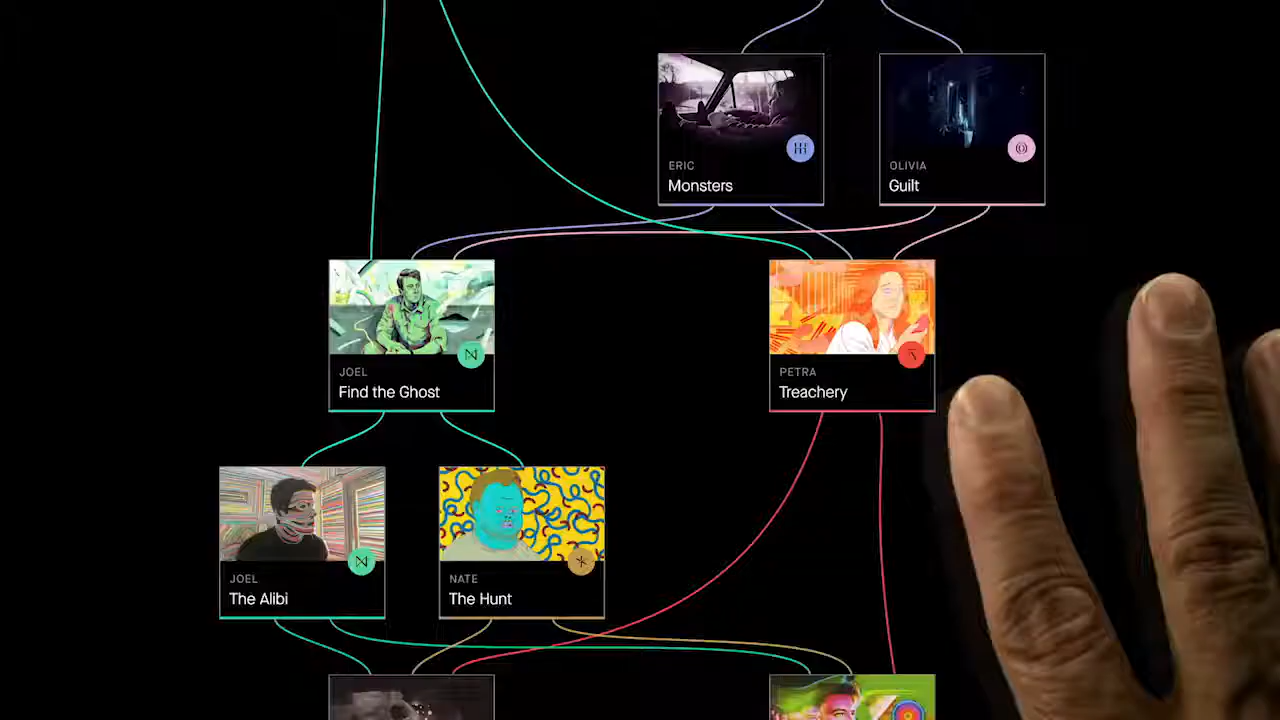 ERIC
Monsters
OLIVIA
Guilt
JOEL
Find the Ghost
PETRA
Treachery
JOEL
The Alibi
NATE
The Hunt